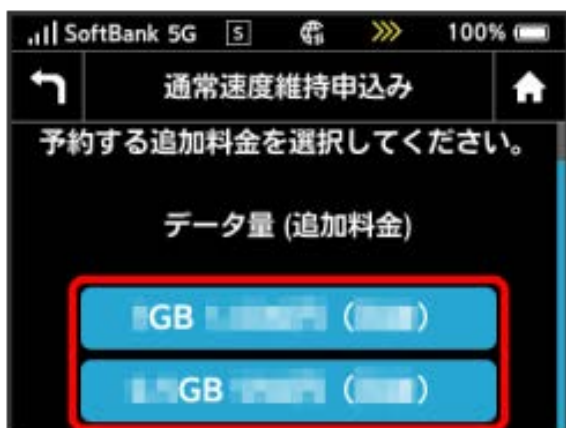 SoftBank 5G S 100%
通常速度維持申込み
予約する追加料金を選択してください。
データ量 (追加料金)
GB ( )
GB ( )